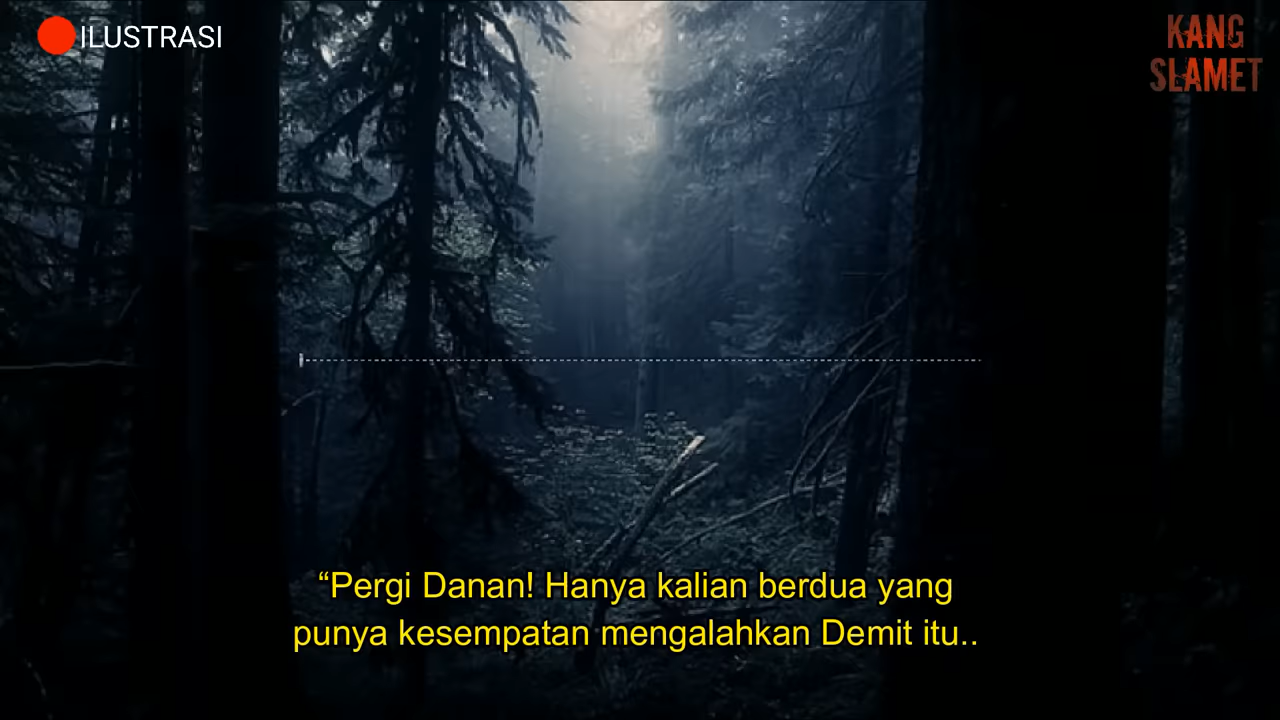 ILUSTRASI
KANG
SLAMET
“Pergi Danan! Hanya kalian berdua yang
punya kesempatan mengalahkan Demit itu..